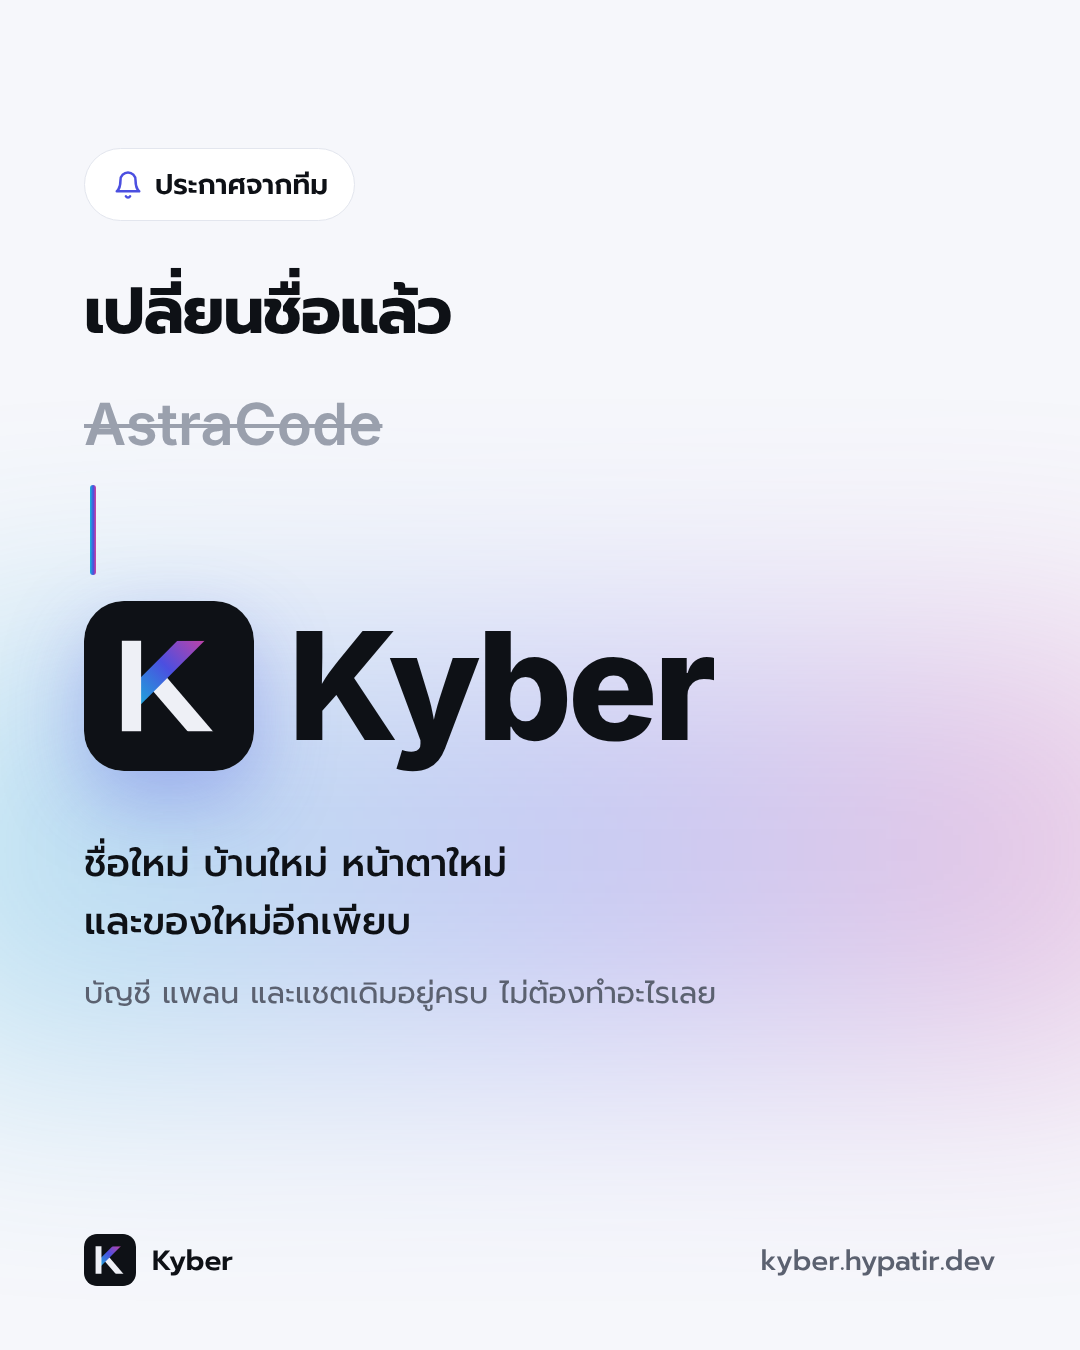 ประกาศจากทีม
เปลี่ยนชื่อแล้ว
AstraCode
K Kyber
ชื่อใหม่ บ้านใหม่ หน้าตาใหม่
และของใหม่อีกเพียบ
บัญชี แพลน และแชตเดิมอยู่ครบ ไม่ต้องทำอะไรเลย
K Kyber
kyber.hypatir.dev